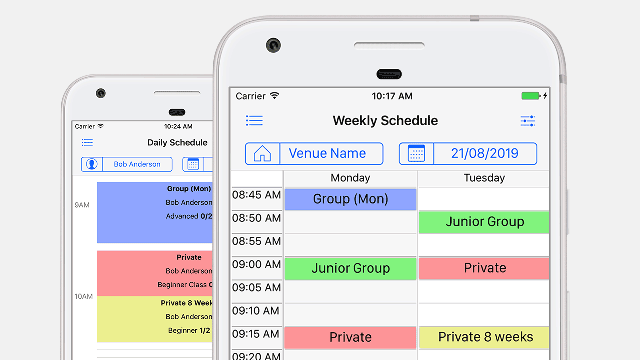 Carrier 10:24 AM
Daily Schedule
Bob Anderson
9AM
Group (Mon)
Bob Anderson
Advanced 0/2
Private
Bob Anderson
Beginner Class
10AM
Private 8 Week
Bob Anderson
Beginner 1/2
Carrier 10:17 AM
Weekly Schedule
Venue Name 21/08/2019
Monday Tuesday
08:45 AM Group (Mon)
08:50 AM Junior Group
08:55 AM
09:00 AM Junior Group Private
09:05 AM
09:10 AM
09:15 AM Private Private 8 weeks
09:20 AM